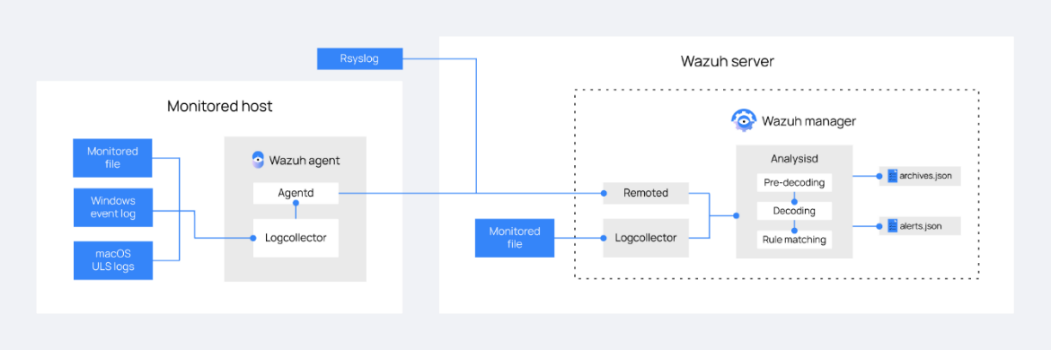 Rsyslog
Monitored host
Monitored
file
Windows
event log
macOS
ULS logs
Wazuh agent
Agentd
Logcollector
Wazuh server
Wazuh manager
Remoted
Monitored
file
Logcollector
Analysisd
Pre-decoding
Decoding
Rule matching
archives.json
alerts.json